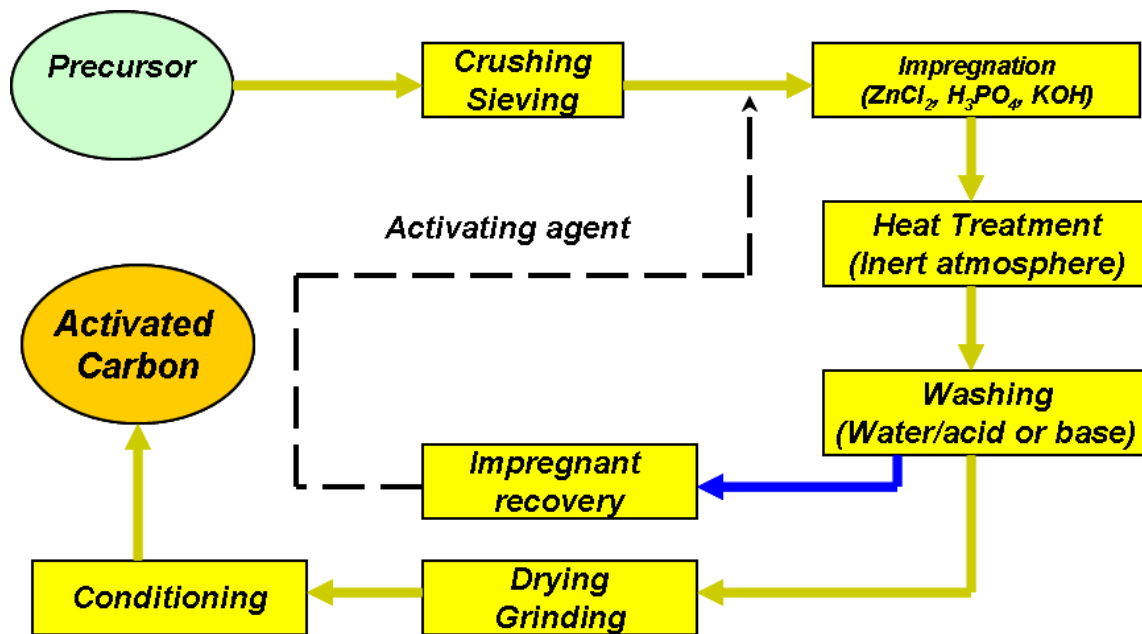 Precursor
Crushing
Sieving
Impregnation
(ZnCl₂, H₃PO₄, KOH)
Activating agent
Heat Treatment
(Inert atmosphere)
Activated
Carbon
Washing
(Water/acid or base)
Impregnant
recovery
Conditioning
Drying
Grinding